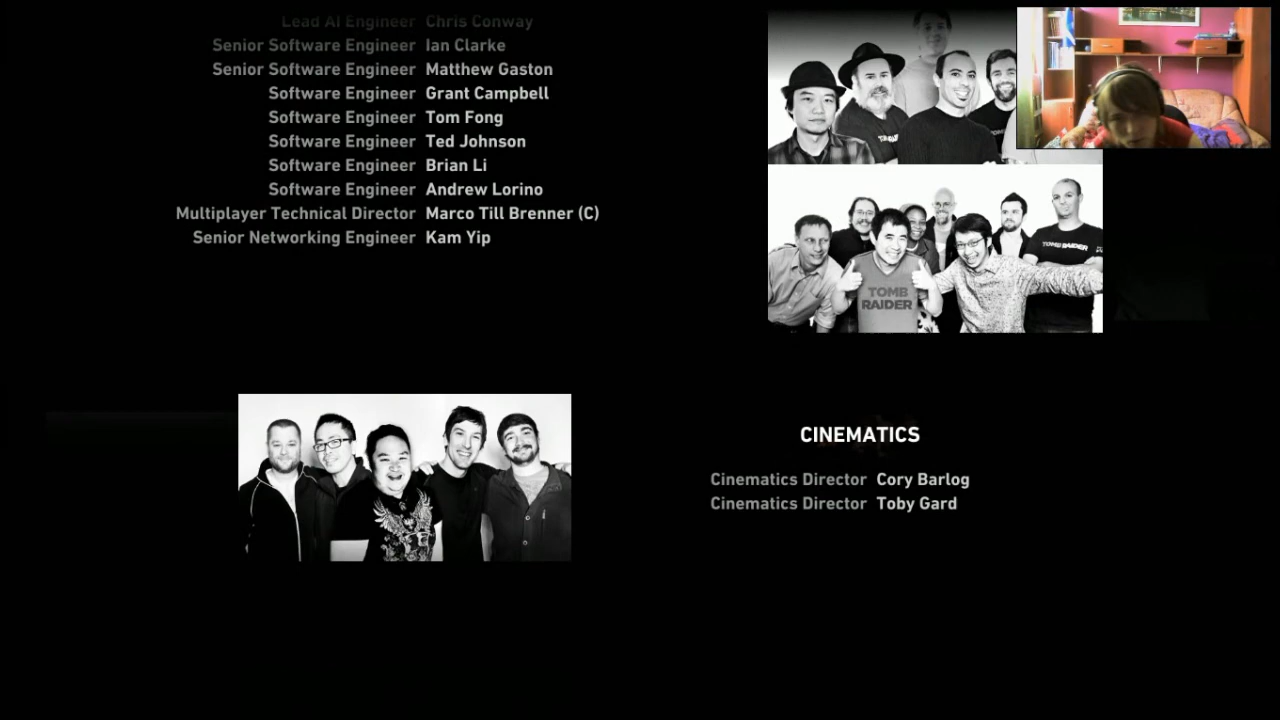 Lead AI Engineer Chris Conway
Senior Software Engineer Ian Clarke
Senior Software Engineer Matthew Gaston
Software Engineer Grant Campbell
Software Engineer Tom Fong
Software Engineer Ted Johnson
Software Engineer Brian Li
Software Engineer Andrew Lorino
Multiplayer Technical Director Marco Till Brenner (C)
Senior Networking Engineer Kam Yip
TOMB RAIDER
TOMB
RAIDER
CINEMATICS
Cinematics Director Cory Barlog
Cinematics Director Toby Gard